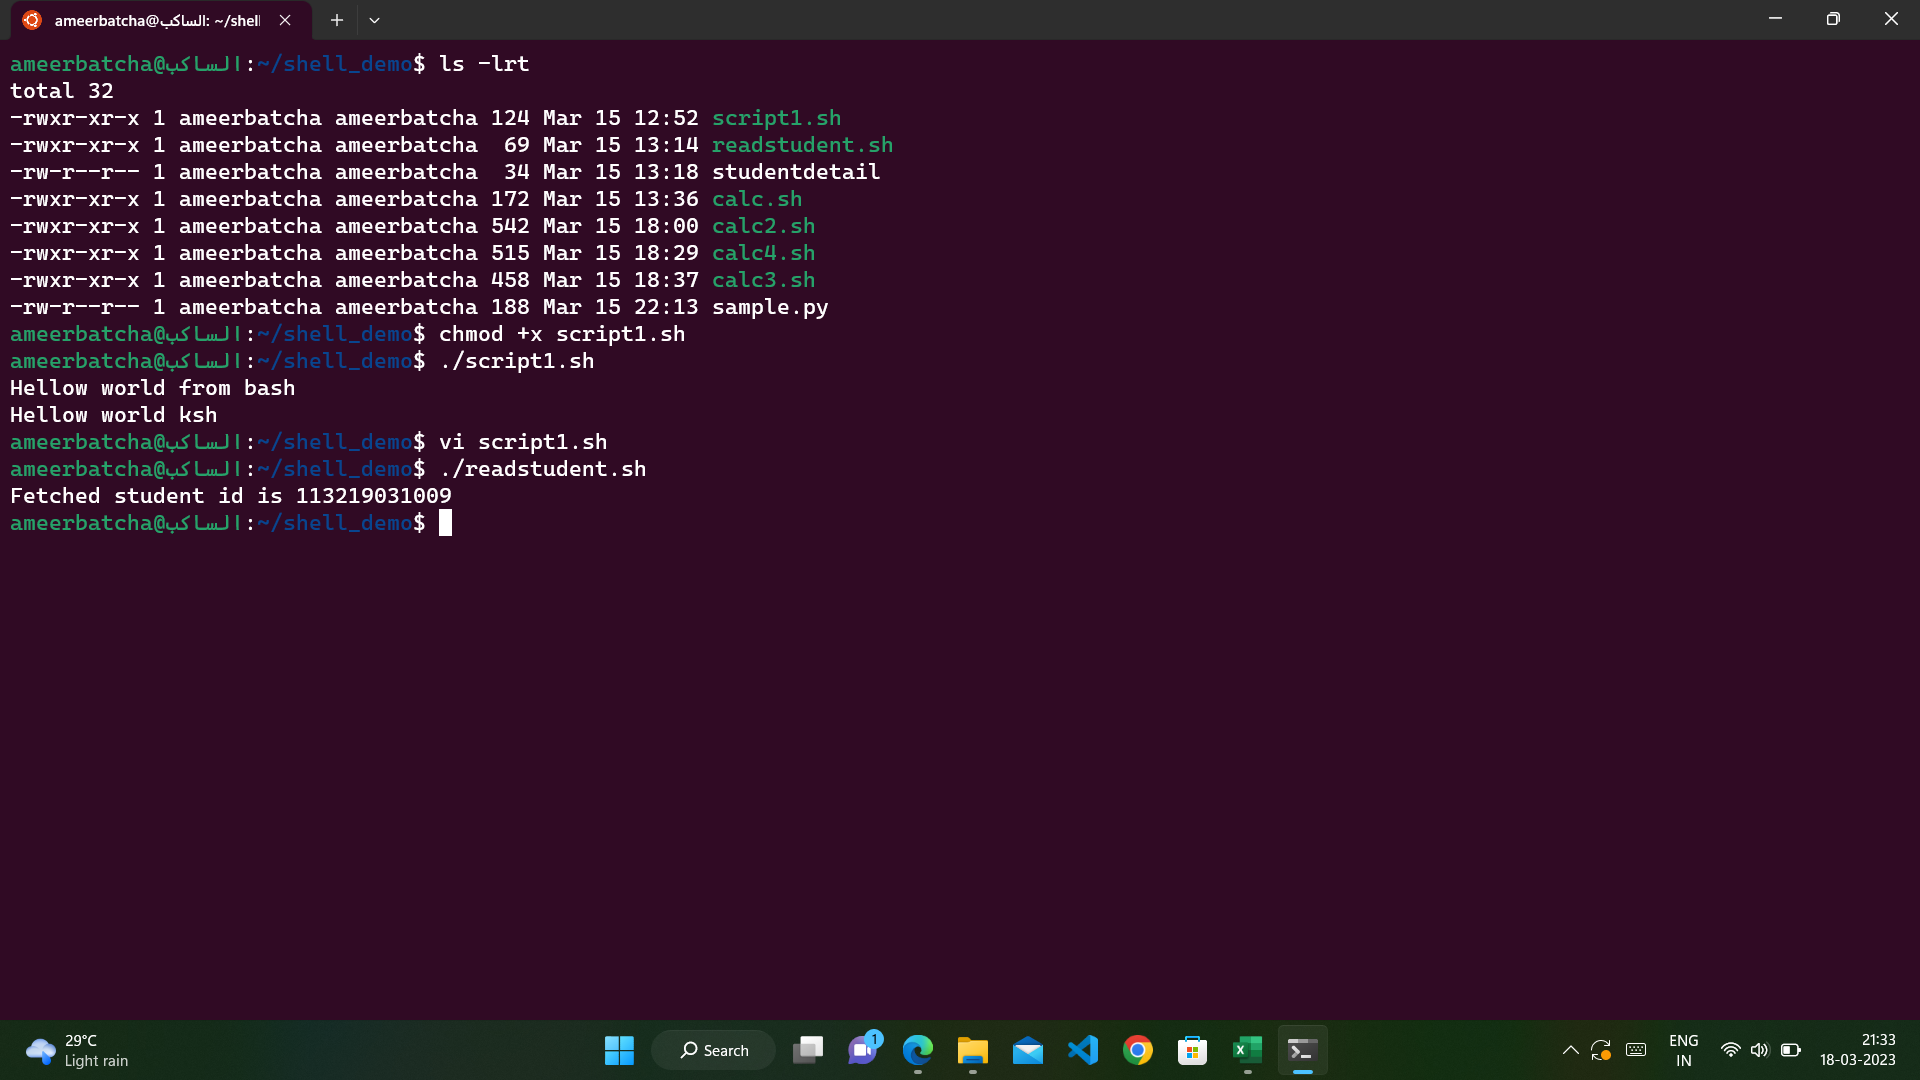 ameerbatcha@الساكب: ~/shell
ameerbatcha@الساكب:~/shell_demo$ ls -lrt
total 32
-rwxr-xr-x 1 ameerbatcha ameerbatcha 124 Mar 15 12:52 script1.sh
-rwxr-xr-x 1 ameerbatcha ameerbatcha  69 Mar 15 13:14 readstudent.sh
-rw-r--r-- 1 ameerbatcha ameerbatcha  34 Mar 15 13:18 studentdetail
-rwxr-xr-x 1 ameerbatcha ameerbatcha 172 Mar 15 13:36 calc.sh
-rwxr-xr-x 1 ameerbatcha ameerbatcha 542 Mar 15 18:00 calc2.sh
-rwxr-xr-x 1 ameerbatcha ameerbatcha 515 Mar 15 18:29 calc4.sh
-rwxr-xr-x 1 ameerbatcha ameerbatcha 458 Mar 15 18:37 calc3.sh
-rw-r--r-- 1 ameerbatcha ameerbatcha 188 Mar 15 22:13 sample.py
ameerbatcha@الساكب:~/shell_demo$ chmod +x script1.sh
ameerbatcha@الساكب:~/shell_demo$ ./script1.sh
Hellow world from bash
Hellow world ksh
ameerbatcha@الساكب:~/shell_demo$ vi script1.sh
ameerbatcha@الساكب:~/shell_demo$ ./readstudent.sh
Fetched student id is 113219031009
ameerbatcha@الساكب:~/shell_demo$
29°C
Light rain
Search
1
ENG
IN
21:33
18-03-2023